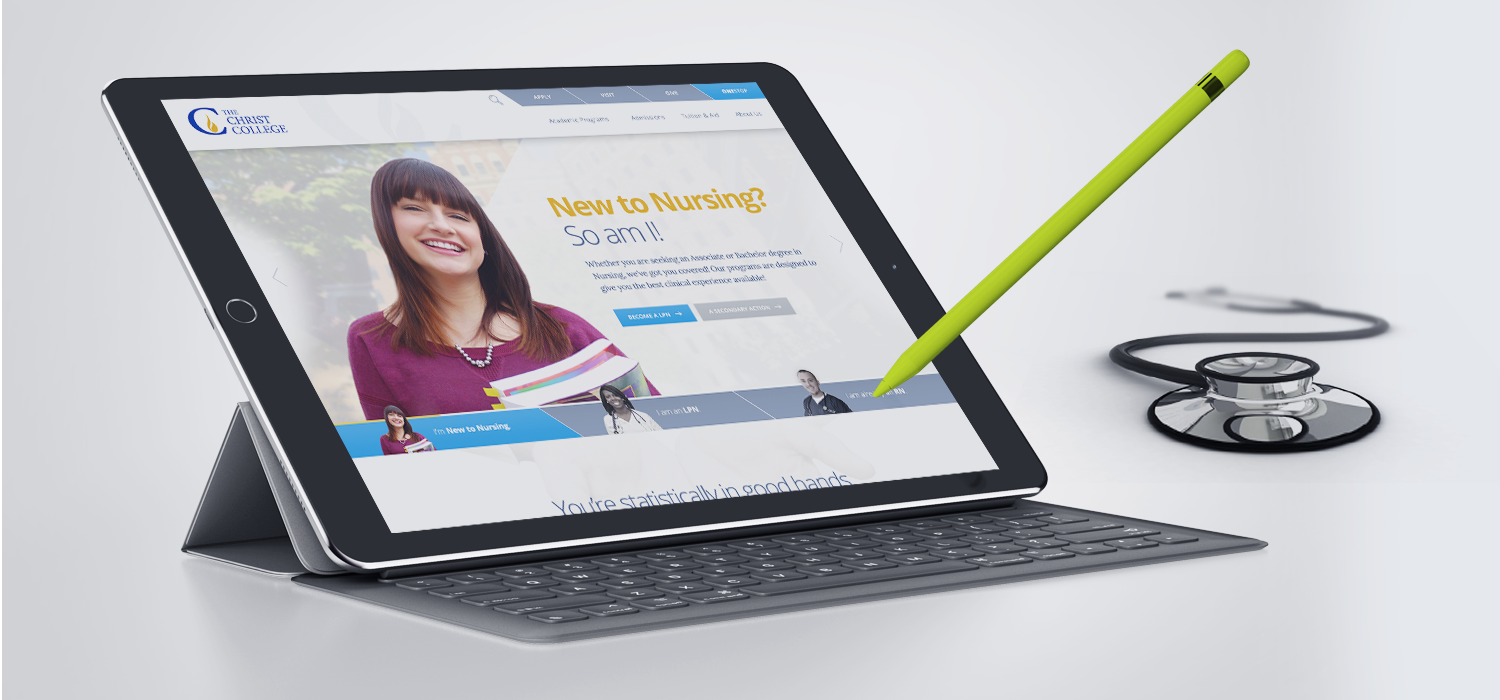 THE
CHRIST
COLLEGE
APPLY
VISIT
GIVE
ONESTOP
Academic Programs
Admissions
Tuition & Aid
About Us
New to Nursing?
So am I!
Whether you are seeking an Associate or Bachelor degree in
Nursing, we've got you covered! Our programs are designed to
give you the best clinical experience available!
BECOME A LPN
A SECONDARY ACTION
I'm New to Nursing.
I am an LPN
I am a RN
You're statistically in good hands